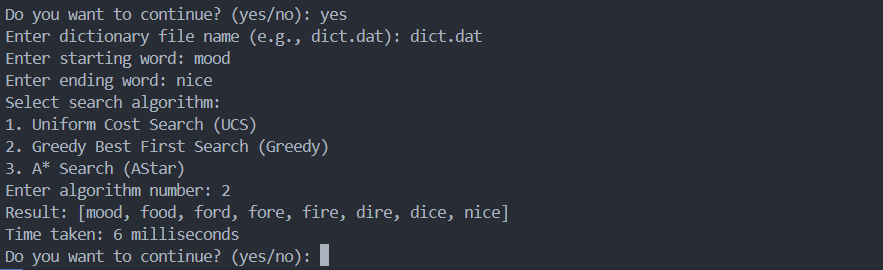 Do you want to continue? (yes/no): yes
Enter dictionary file name (e.g., dict.dat): dict.dat
Enter starting word: mood
Enter ending word: nice
Select search algorithm:
1. Uniform Cost Search (UCS)
2. Greedy Best First Search (Greedy)
3. A* Search (AStar)
Enter algorithm number: 2
Result: [mood, food, ford, fore, fire, dire, dice, nice]
Time taken: 6 milliseconds
Do you want to continue? (yes/no):